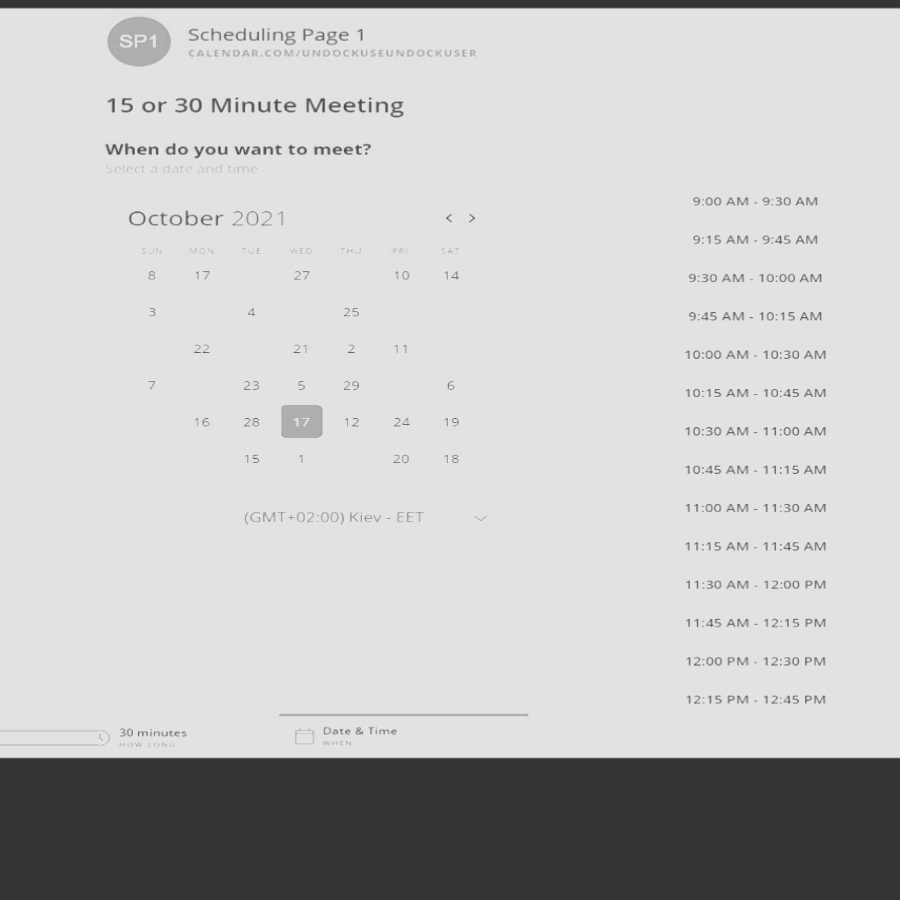 SP1
Scheduling Page 1
CALENDAR.COM/UNDOCKUSEUNDOCKUSER
15 or 30 Minute Meeting
When do you want to meet?
Select a date and time
October 2021 < >
SUN MON TUE WED THU FRI SAT
8 17 27 10 14
3 4 25
22 21 2 11
7 23 5 29 6
16 28 17 12 24 19
15 1 20 18
(GMT+02:00) Kiev - EET
9:00 AM - 9:30 AM
9:15 AM - 9:45 AM
9:30 AM - 10:00 AM
9:45 AM - 10:15 AM
10:00 AM - 10:30 AM
10:15 AM - 10:45 AM
10:30 AM - 11:00 AM
10:45 AM - 11:15 AM
11:00 AM - 11:30 AM
11:15 AM - 11:45 AM
11:30 AM - 12:00 PM
11:45 AM - 12:15 PM
12:00 PM - 12:30 PM
12:15 PM - 12:45 PM
30 minutes
HOW LONG
Date & Time
WHEN